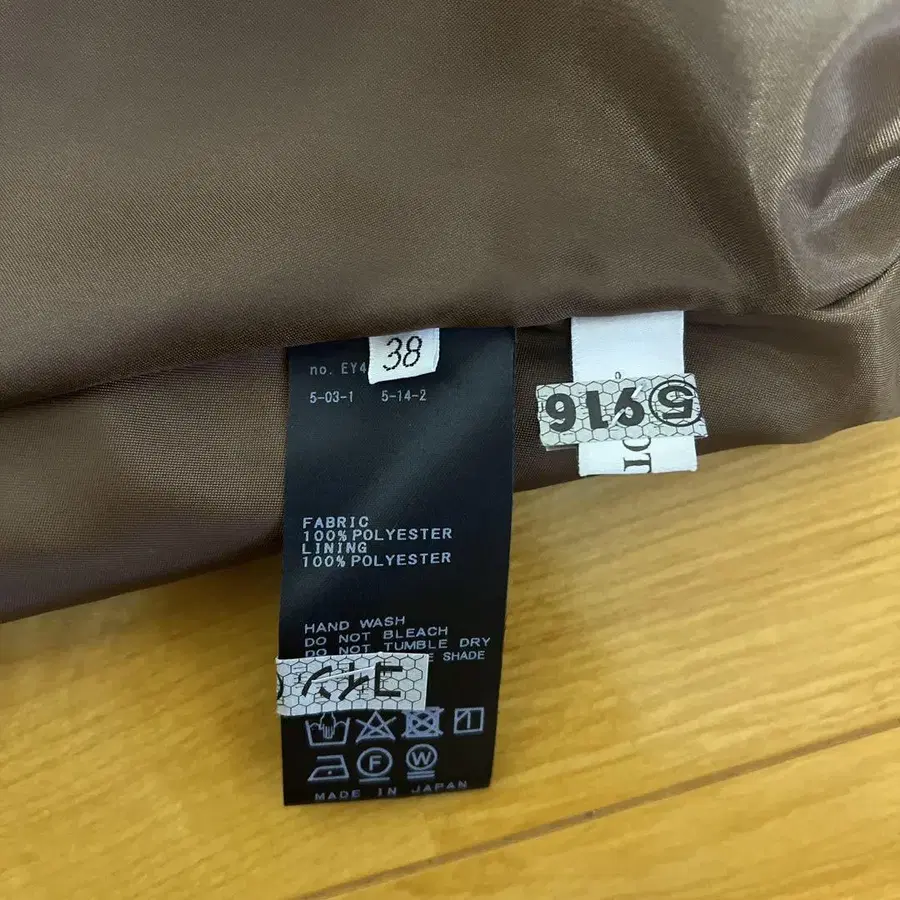 38
no. EY4
5-03-1 5-14-2
FABRIC
100% POLYESTER
LINING
100% POLYESTER
HAND WASH
DO NOT BLEACH
DO NOT TUMBLE DRY
SHADE
F W
MADE IN JAPAN
⑤916